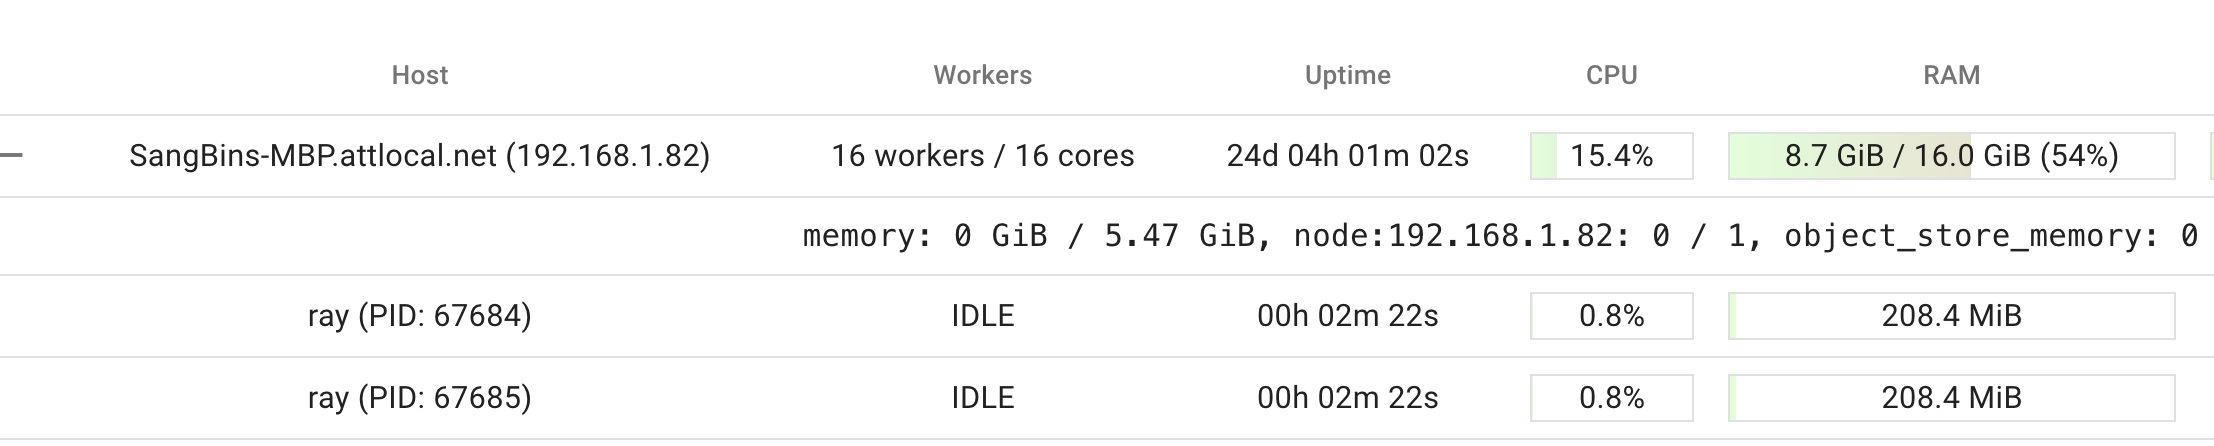 Host Workers Uptime CPU RAM
SangBins-MBP.attlocal.net (192.168.1.82) 16 workers / 16 cores 24d 04h 01m 02s 15.4% 8.7 GiB / 16.0 GiB (54%)
memory: 0 GiB / 5.47 GiB, node:192.168.1.82: 0 / 1, object_store_memory: 0
ray (PID: 67684) IDLE 00h 02m 22s 0.8% 208.4 MiB
ray (PID: 67685) IDLE 00h 02m 22s 0.8% 208.4 MiB